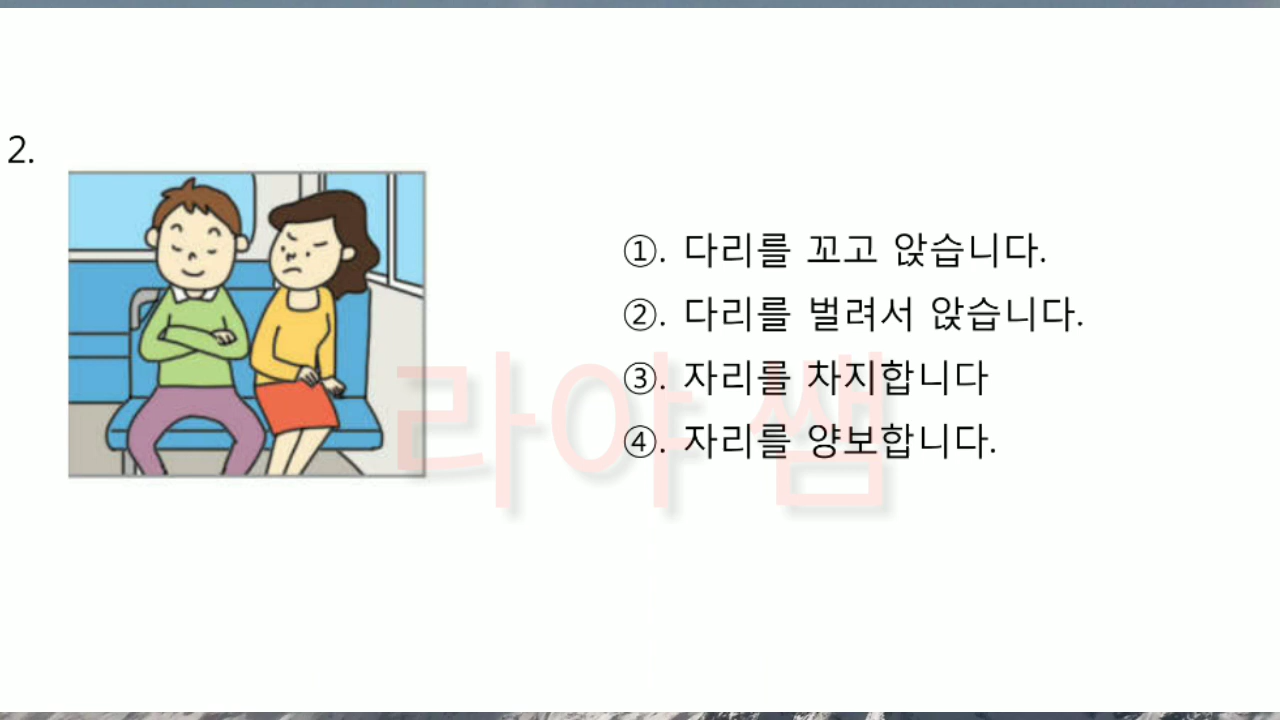 2.
①. 다리를 꼬고 앉습니다.
②. 다리를 벌려서 앉습니다.
③. 자리를 차지합니다
④. 자리를 양보합니다.
라야 쌤